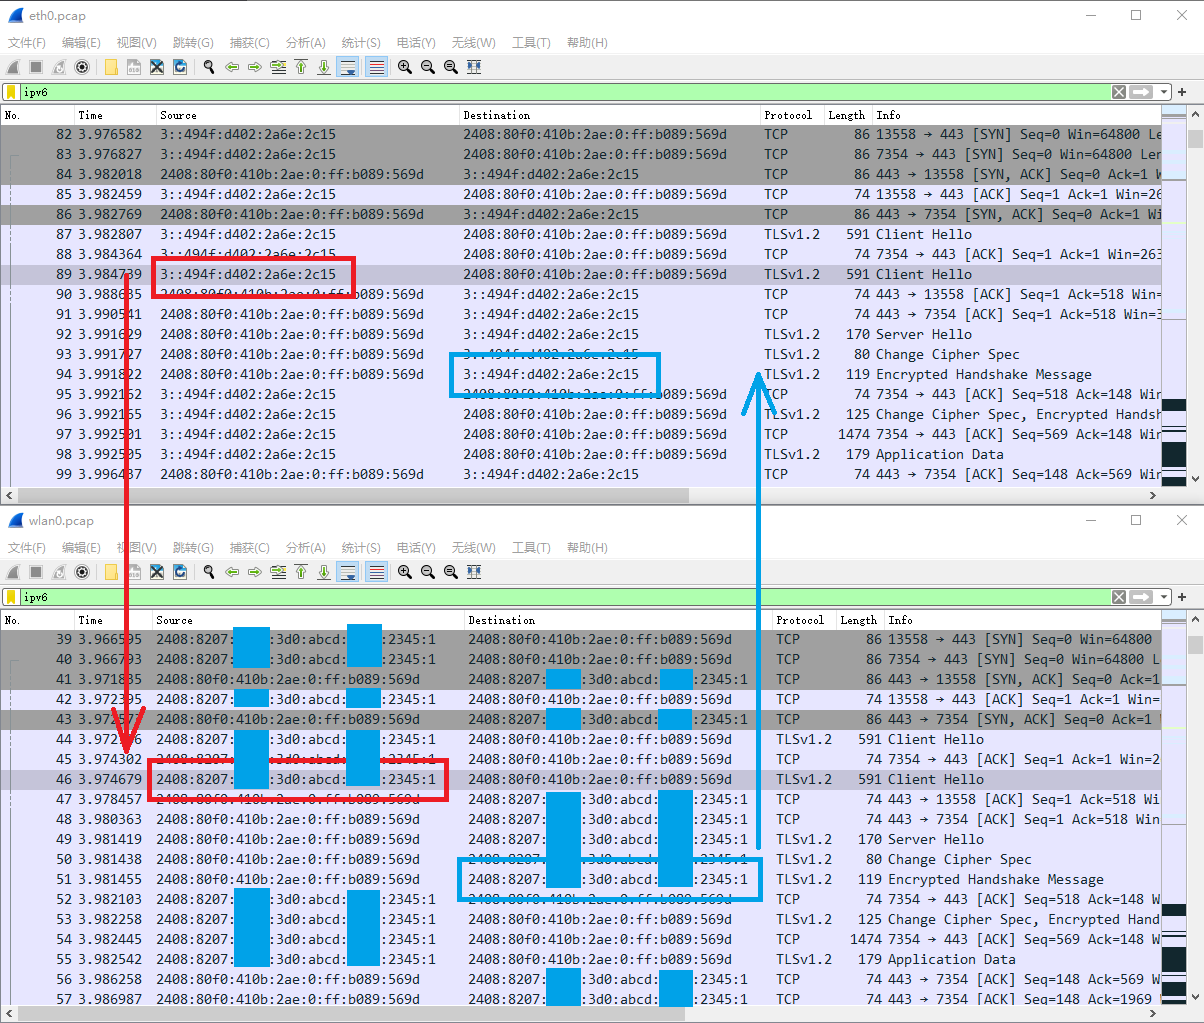 eth0.pcap
文件(F) 编辑(E) 视图(V) 跳转(G) 捕获(C) 分析(A) 统计(S) 电话(Y) 无线(W) 工具(T) 帮助(H)
ipv6
No. Time Source Destination Protocol Length Info
82 3.976582 3::494f:d402:2a6e:2c15 2408:80f0:410b:2ae:0:ff:b089:569d TCP 86 13558 → 443 [SYN] Seq=0 Win=64800 Le
83 3.976827 3::494f:d402:2a6e:2c15 2408:80f0:410b:2ae:0:ff:b089:569d TCP 86 7354 → 443 [SYN] Seq=0 Win=64800 Len
84 3.982018 2408:80f0:410b:2ae:0:ff:b089:569d 3::494f:d402:2a6e:2c15 TCP 86 443 → 13558 [SYN, ACK] Seq=0 Ack=1 W
85 3.982459 3::494f:d402:2a6e:2c15 2408:80f0:410b:2ae:0:ff:b089:569d TCP 74 13558 → 443 [ACK] Seq=1 Ack=1 Win=26
86 3.982769 2408:80f0:410b:2ae:0:ff:b089:569d 3::494f:d402:2a6e:2c15 TCP 86 443 → 7354 [SYN, ACK] Seq=0 Ack=1 Wi
87 3.982807 3::494f:d402:2a6e:2c15 2408:80f0:410b:2ae:0:ff:b089:569d TLSv1.2 591 Client Hello
88 3.984364 3::494f:d402:2a6e:2c15 2408:80f0:410b:2ae:0:ff:b089:569d TCP 74 7354 → 443 [ACK] Seq=1 Ack=1 Win=263
89 3.984739 3::494f:d402:2a6e:2c15 2408:80f0:410b:2ae:0:ff:b089:569d TLSv1.2 591 Client Hello
90 3.988635 2408:80f0:410b:2ae:0:ff:b089:569d 3::494f:d402:2a6e:2c15 TCP 74 443 → 13558 [ACK] Seq=1 Ack=518 Win=
91 3.990541 2408:80f0:410b:2ae:0:ff:b089:569d 3::494f:d402:2a6e:2c15 TCP 74 443 → 7354 [ACK] Seq=1 Ack=518 Win=3
92 3.991629 2408:80f0:410b:2ae:0:ff:b089:569d 3::494f:d402:2a6e:2c15 TLSv1.2 170 Server Hello
93 3.991727 2408:80f0:410b:2ae:0:ff:b089:569d 3::494f:d402:2a6e:2c15 TLSv1.2 80 Change Cipher Spec
94 3.991822 2408:80f0:410b:2ae:0:ff:b089:569d 3::494f:d402:2a6e:2c15 TLSv1.2 119 Encrypted Handshake Message
95 3.992162 3::494f:d402:2a6e:2c15 2408:80f0:410b:2ae:0:ff:b089:569d TCP 74 7354 → 443 [ACK] Seq=518 Ack=148 Win
96 3.992165 3::494f:d402:2a6e:2c15 2408:80f0:410b:2ae:0:ff:b089:569d TLSv1.2 125 Change Cipher Spec, Encrypted Handsh
97 3.992501 3::494f:d402:2a6e:2c15 2408:80f0:410b:2ae:0:ff:b089:569d TCP 1474 7354 → 443 [ACK] Seq=569 Ack=148 Win
98 3.992505 3::494f:d402:2a6e:2c15 2408:80f0:410b:2ae:0:ff:b089:569d TLSv1.2 179 Application Data
99 3.996437 2408:80f0:410b:2ae:0:ff:b089:569d 3::494f:d402:2a6e:2c15 TCP 74 443 → 7354 [ACK] Seq=148 Ack=569 Win
wlan0.pcap
文件(F) 编辑(E) 视图(V) 跳转(G) 捕获(C) 分析(A) 统计(S) 电话(Y) 无线(W) 工具(T) 帮助(H)
ipv6
No. Time Source Destination Protocol Length Info
39 3.966595 2408:8207: :3d0:abcd: :2345:1 2408:80f0:410b:2ae:0:ff:b089:569d TCP 86 13558 → 443 [SYN] Seq=0 Win=64800
40 3.966793 2408:8207: :3d0:abcd: :2345:1 2408:80f0:410b:2ae:0:ff:b089:569d TCP 86 7354 → 443 [SYN] Seq=0 Win=64800 L
41 3.971835 2408:80f0:410b:2ae:0:ff:b089:569d 2408:8207: :3d0:abcd: :2345:1 TCP 86 443 → 13558 [SYN, ACK] Seq=0 Ack=1
42 3.972395 2408:8207: :3d0:abcd: :2345:1 2408:80f0:410b:2ae:0:ff:b089:569d TCP 74 13558 → 443 [ACK] Seq=1 Ack=1 Win=
43 2408:80f0:410b:2ae:0:ff:b089:569d 2408:8207: :3d0:abcd: :2345:1 TCP 86 443 → 7354 [SYN, ACK] Seq=0 Ack=1
44 2408:8207: :3d0:abcd: :2345:1 2408:80f0:410b:2ae:0:ff:b089:569d TLSv1.2 591 Client Hello
45 3.974302 2408:8207: :3d0:abcd: :2345:1 2408:80f0:410b:2ae:0:ff:b089:569d TCP 74 7354 → 443 [ACK] Seq=1 Ack=1 Win=2
46 3.974679 2408:8207: :3d0:abcd: :2345:1 2408:80f0:410b:2ae:0:ff:b089:569d TLSv1.2 591 Client Hello
47 3.978457 2408:80f0:410b:2ae:0:ff:b089:569d 2408:8207: :3d0:abcd: :2345:1 TCP 74 443 → 13558 [ACK] Seq=1 Ack=518 Wi
48 3.980363 2408:80f0:410b:2ae:0:ff:b089:569d 2408:8207: :3d0:abcd: :2345:1 TCP 74 443 → 7354 [ACK] Seq=1 Ack=518 Win
49 3.981419 2408:80f0:410b:2ae:0:ff:b089:569d 2408:8207: :3d0:abcd: :2345:1 TLSv1.2 170 Server Hello
50 3.981438 2408:80f0:410b:2ae:0:ff:b089:569d 2408:8207: :3d0:abcd: :2345:1 TLSv1.2 80 Change Cipher Spec
51 3.981455 2408:80f0:410b:2ae:0:ff:b089:569d 2408:8207: :3d0:abcd: :2345:1 TLSv1.2 119 Encrypted Handshake Message
52 3.982103 2408:8207: :3d0:abcd: :2345:1 2408:80f0:410b:2ae:0:ff:b089:569d TCP 74 7354 → 443 [ACK] Seq=518 Ack=148 W
53 3.982258 2408:8207: :3d0:abcd: :2345:1 2408:80f0:410b:2ae:0:ff:b089:569d TLSv1.2 125 Change Cipher Spec, Encrypted Hand
54 3.982445 2408:8207: :3d0:abcd: :2345:1 2408:80f0:410b:2ae:0:ff:b089:569d TCP 1474 7354 → 443 [ACK] Seq=569 Ack=148 W
55 3.982542 2408:8207: :3d0:abcd: :2345:1 2408:80f0:410b:2ae:0:ff:b089:569d TLSv1.2 179 Application Data
56 3.986258 2408:80f0:410b:2ae:0:ff:b089:569d 2408:8207: :3d0:abcd: :2345:1 TCP 74 443 → 7354 [ACK] Seq=148 Ack=569 W
57 3.986987 2408:80f0:410b:2ae:0:ff:b089:569d 2408:8207: :3d0:abcd: :2345:1 TCP 74 443 → 7354 [ACK] Seq=148 Ack=1969